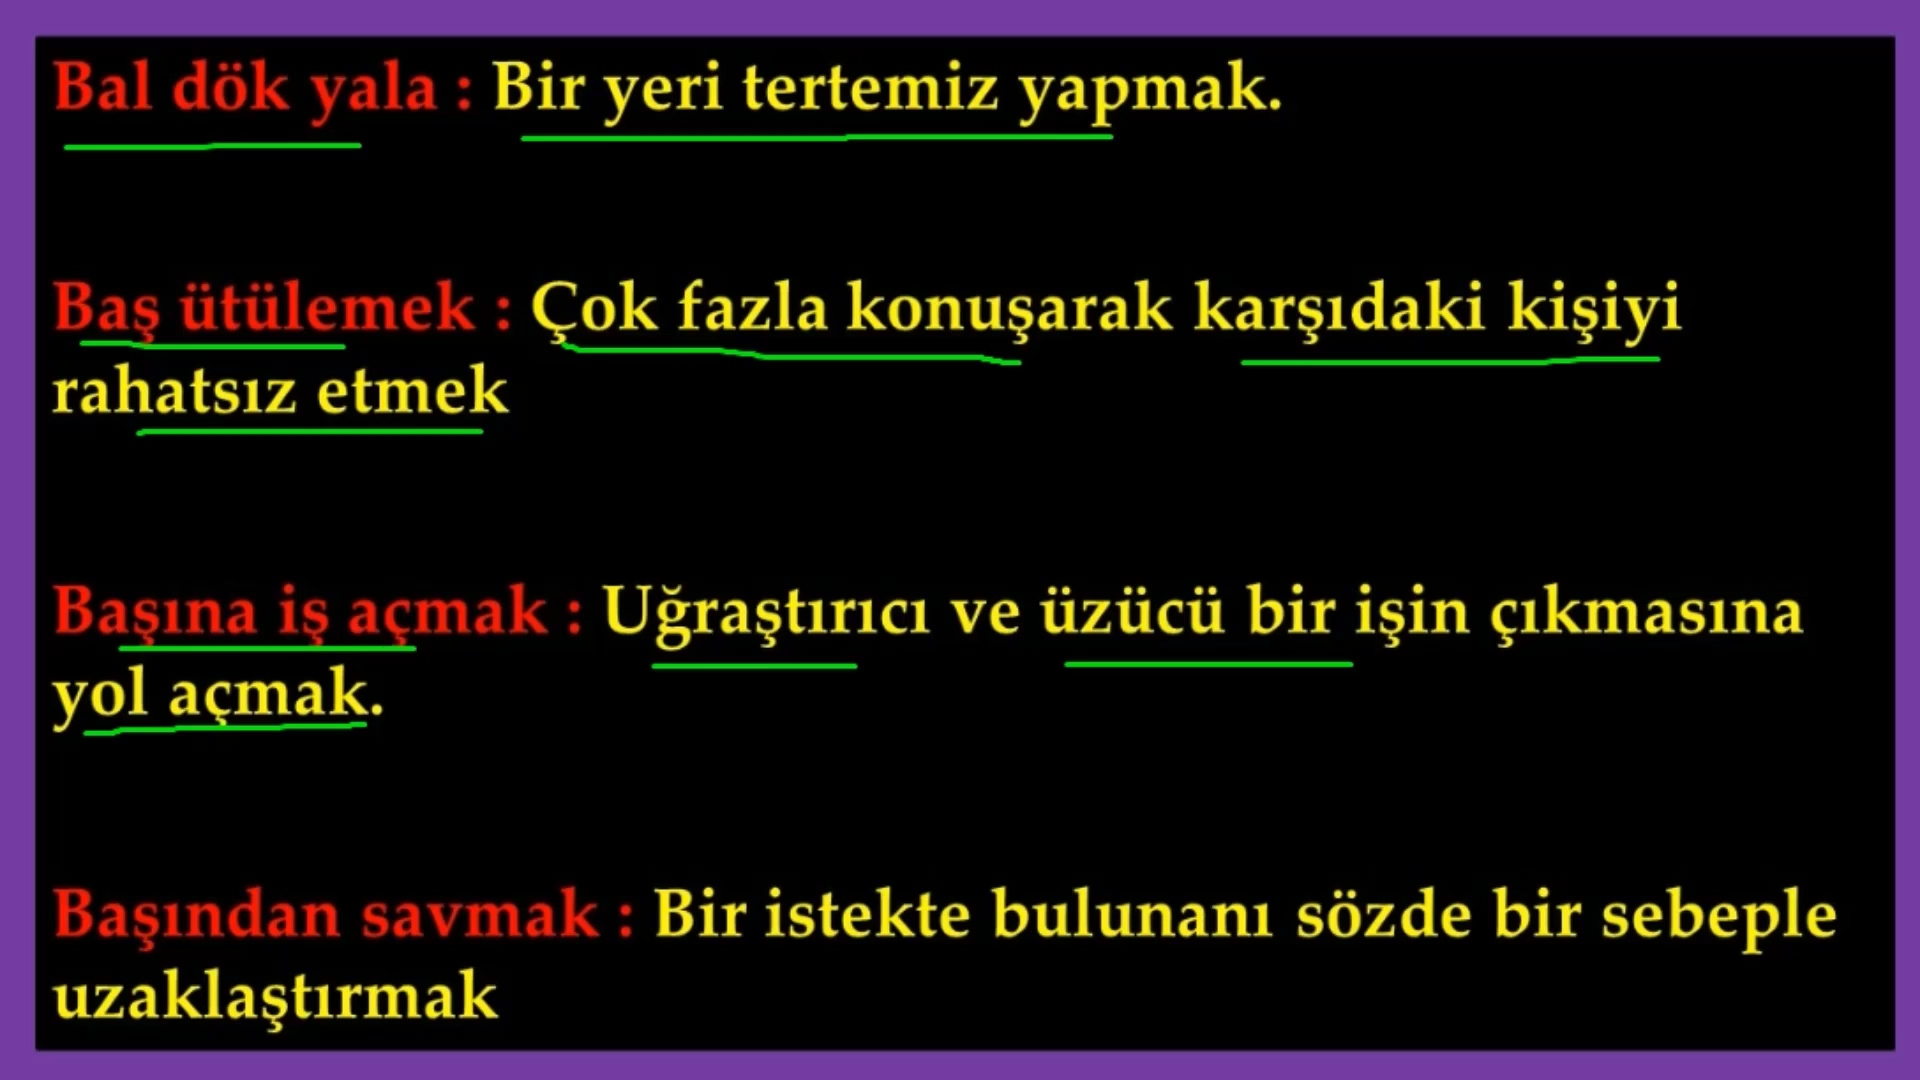 Bal dök yala : Bir yeri tertemiz yapmak.
Baş ütülemek : Çok fazla konuşarak karşıdaki kişiyi
rahatsız etmek
Başına iş açmak : Uğraştırıcı ve üzücü bir işin çıkmasına
yol açmak.
Başından savmak : Bir istekte bulunanı sözde bir sebeple
uzaklaştırmak